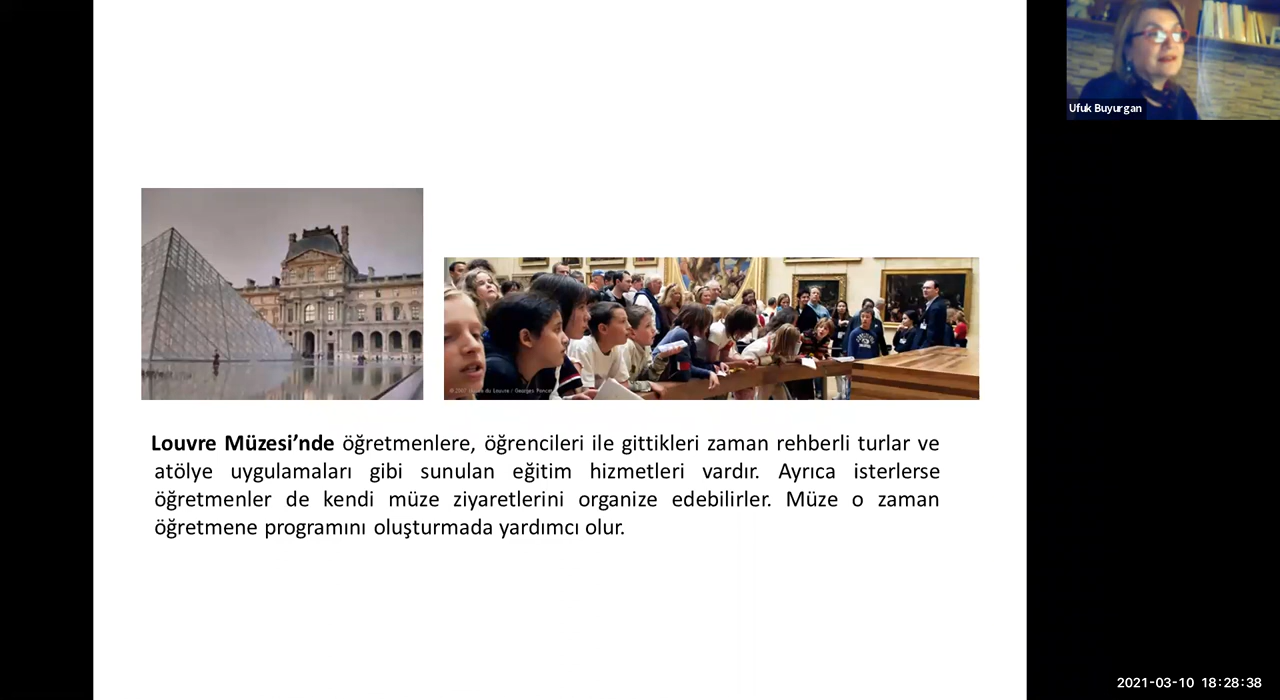 Ufuk Buyurgan
Louvre Müzesi’nde öğretmenlere, öğrencileri ile gittikleri zaman rehberli turlar ve
atölye uygulamaları gibi sunulan eğitim hizmetleri vardır. Ayrıca isterlerse
öğretmenler de kendi müze ziyaretlerini organize edebilirler. Müze o zaman
öğretmene programını oluşturmada yardımcı olur.
2021-03-10 18:28:38